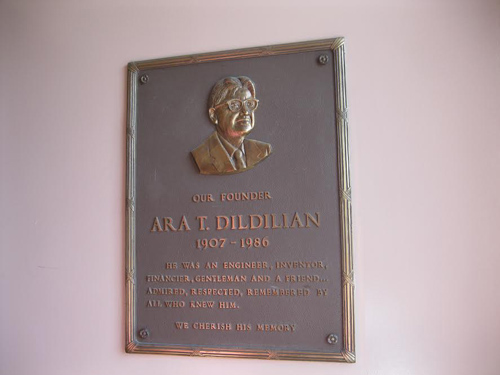 OUR FOUNDER
ARA T. DILDILIAN
1907 - 1986
HE WAS AN ENGINEER, INVENTOR,
FINANCIER, GENTLEMAN AND A FRIEND...
ADMIRED, RESPECTED, REMEMBERED BY
ALL WHO KNEW HIM.
WE CHERISH HIS MEMORY